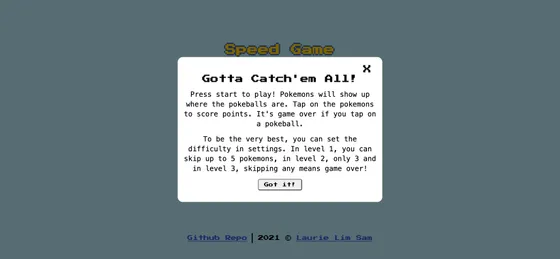 Speed Game
X
Gotta Catch'em All!
Press start to play! Pokemons will show up
where the pokeballs are. Tap on the pokemons
to score points. It's game over if you tap on
a pokeball.
To be the very best, you can set the
difficulty in settings. In level 1, you can
skip up to 5 pokemons, in level 2, only 3 and
in level 3, skipping any means game over!
Got it!
Github Repo | 2021 © Laurie Lim Sam